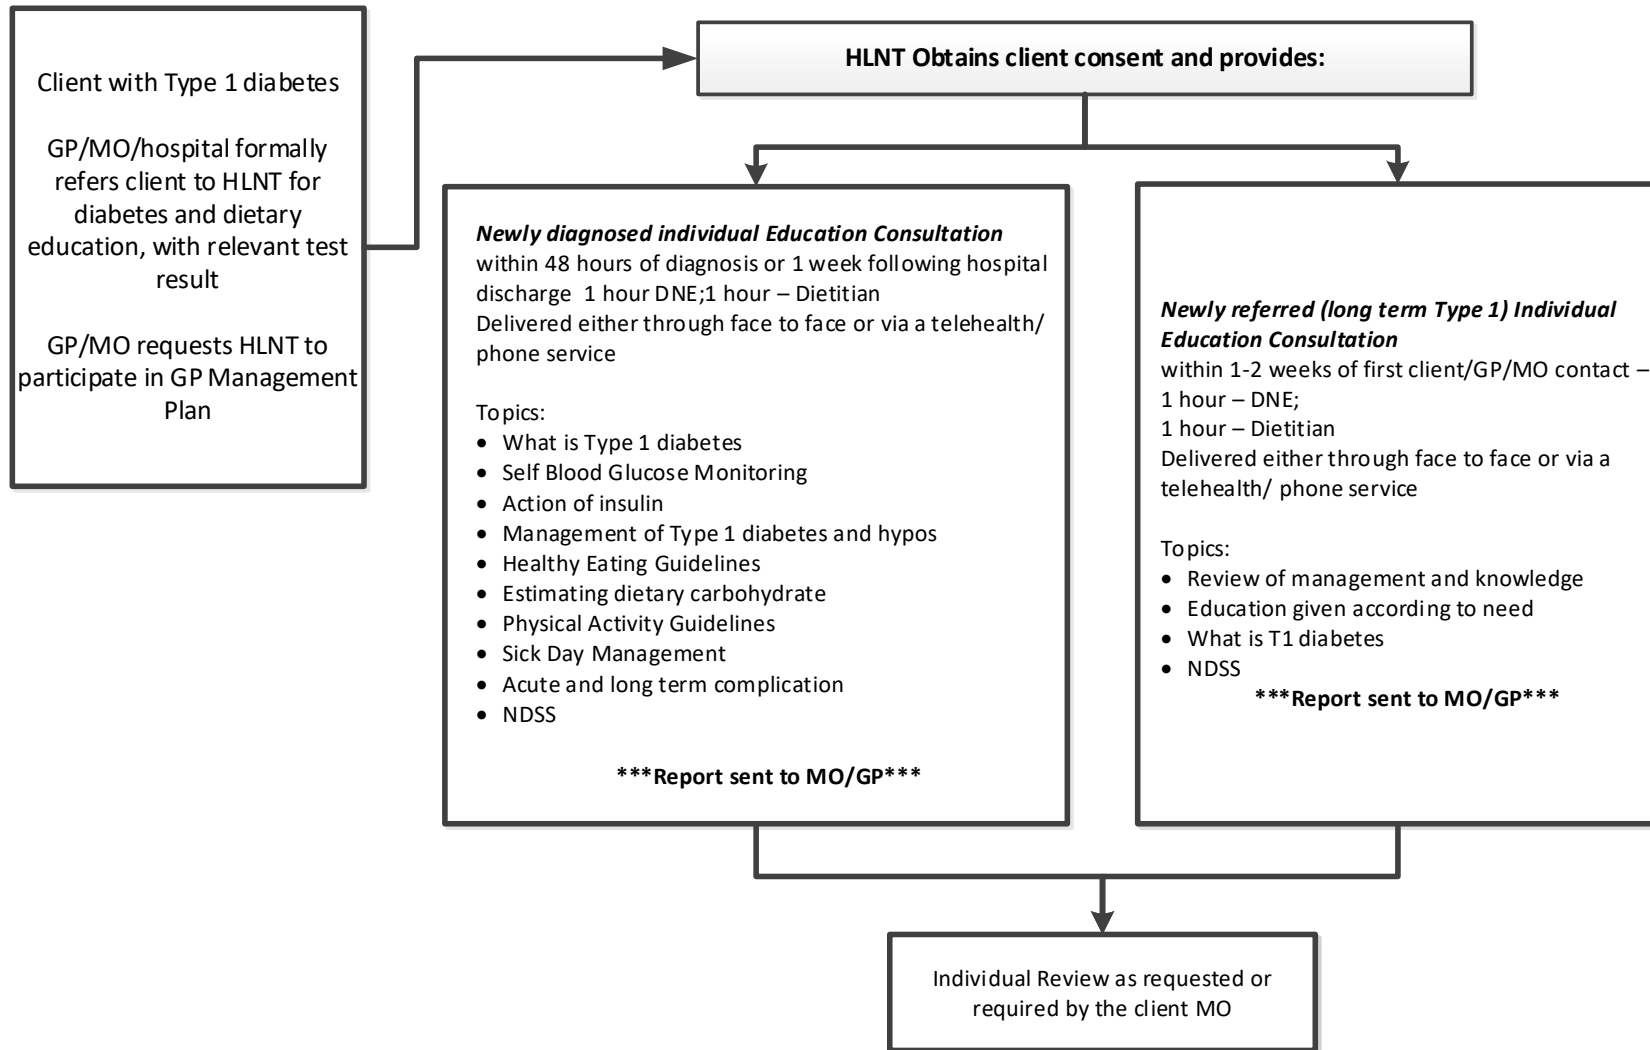 Client with Type 1 diabetes
GP/MO/hospital formally
refers client to HLNT for
diabetes and dietary
education, with relevant test
result
GP/MO requests HLNT to
participate in GP Management
Plan
HLNT Obtains client consent and provides:
Newly diagnosed individual Education Consultation
within 48 hours of diagnosis or 1 week following hospital
discharge 1 hour DNE;1 hour – Dietitian
Delivered either through face to face or via a telehealth/
phone service
Topics:
• What is Type 1 diabetes
• Self Blood Glucose Monitoring
• Action of insulin
• Management of Type 1 diabetes and hypos
• Healthy Eating Guidelines
• Estimating dietary carbohydrate
• Physical Activity Guidelines
• Sick Day Management
• Acute and long term complication
• NDSS
***Report sent to MO/GP***
Newly referred (long term Type 1) Individual
Education Consultation
within 1-2 weeks of first client/GP/MO contact –
1 hour – DNE;
1 hour – Dietitian
Delivered either through face to face or via a
telehealth/ phone service
Topics:
• Review of management and knowledge
• Education given according to need
• What is T1 diabetes
• NDSS
***Report sent to MO/GP***
Individual Review as requested or
required by the client MO